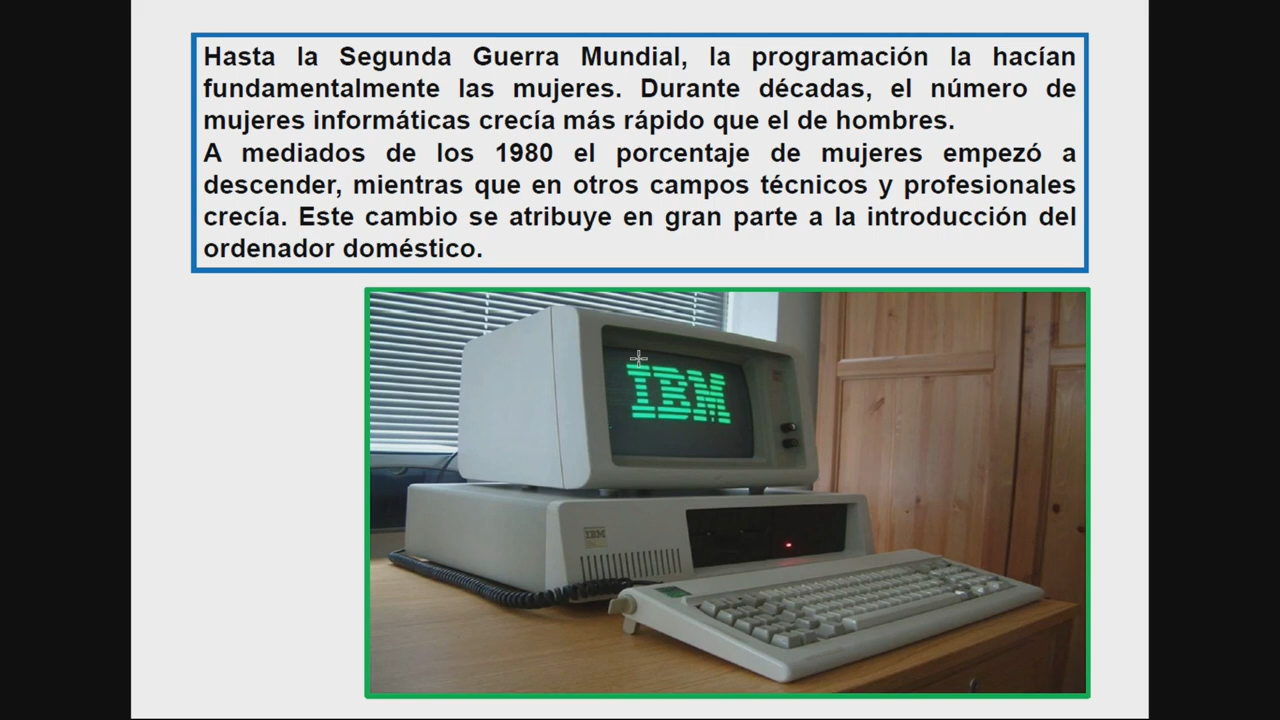 Hasta la Segunda Guerra Mundial, la programación la hacían
fundamentalmente las mujeres. Durante décadas, el número de
mujeres informáticas crecía más rápido que el de hombres.
A mediados de los 1980 el porcentaje de mujeres empezó a
descender, mientras que en otros campos técnicos y profesionales
crecía. Este cambio se atribuye en gran parte a la introducción del
ordenador doméstico.
IBM
IBM